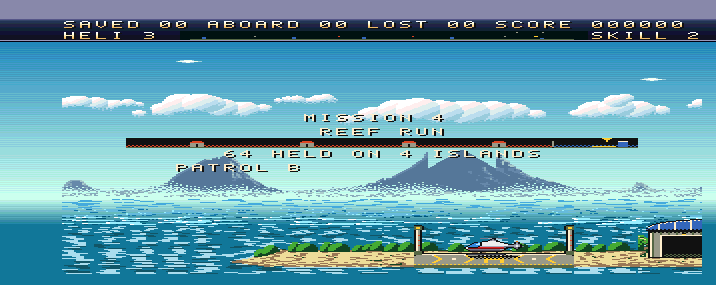 SAVED 00 ABOARD 00 LOST 00 SCORE 000000
HELI 3 SKILL 2
MISSION 4
REEF RUN
64 HELD ON 4 ISLANDS
PATROL B